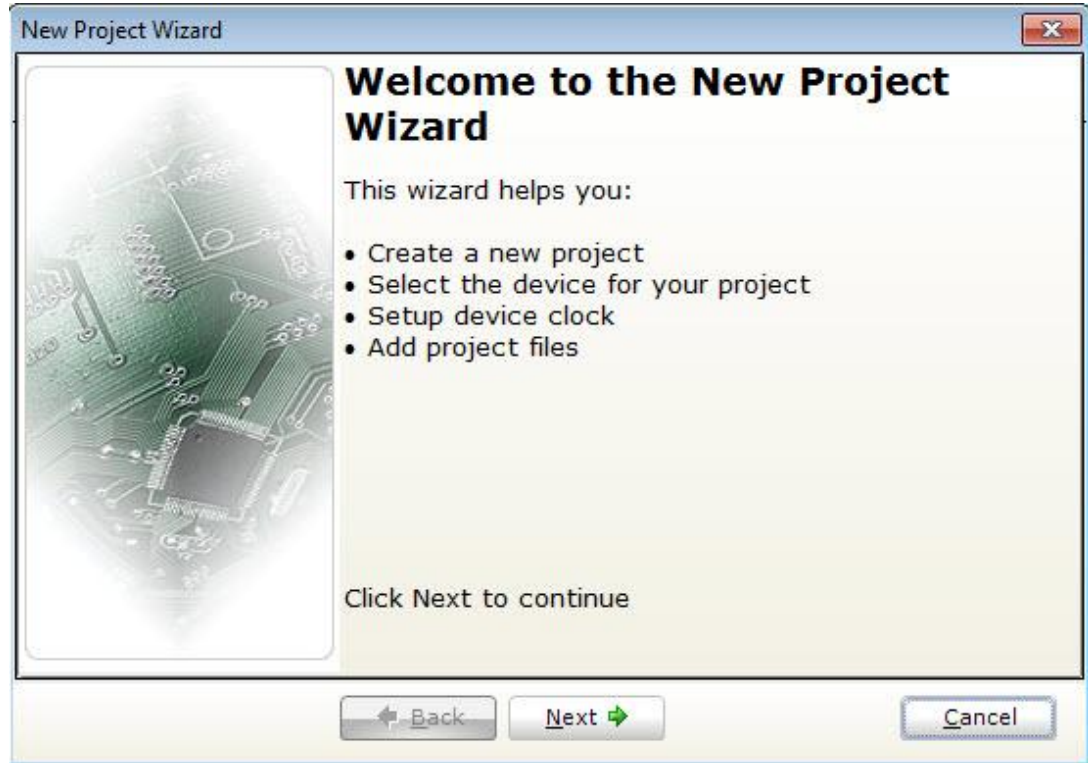 New Project Wizard
Welcome to the New Project
Wizard
This wizard helps you:
• Create a new project
• Select the device for your project
• Setup device clock
• Add project files
Click Next to continue
Back
Next
Cancel